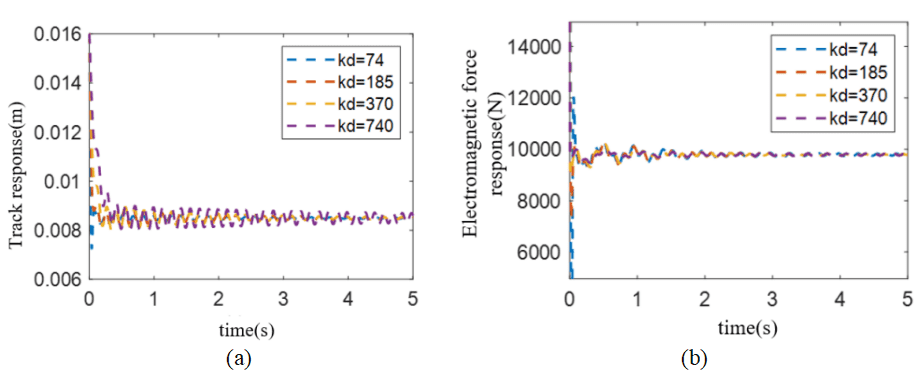 0.016
0.014
0.012
0.01
0.008
0.006
Track response(m)
kd=74
kd=185
kd=370
kd=740
0 1 2 3 4 5
time(s)
(a)
14000
12000
10000
8000
6000
Electromagnetic force
response(N)
kd=74
kd=185
kd=370
kd=740
0 1 2 3 4 5
time(s)
(b)